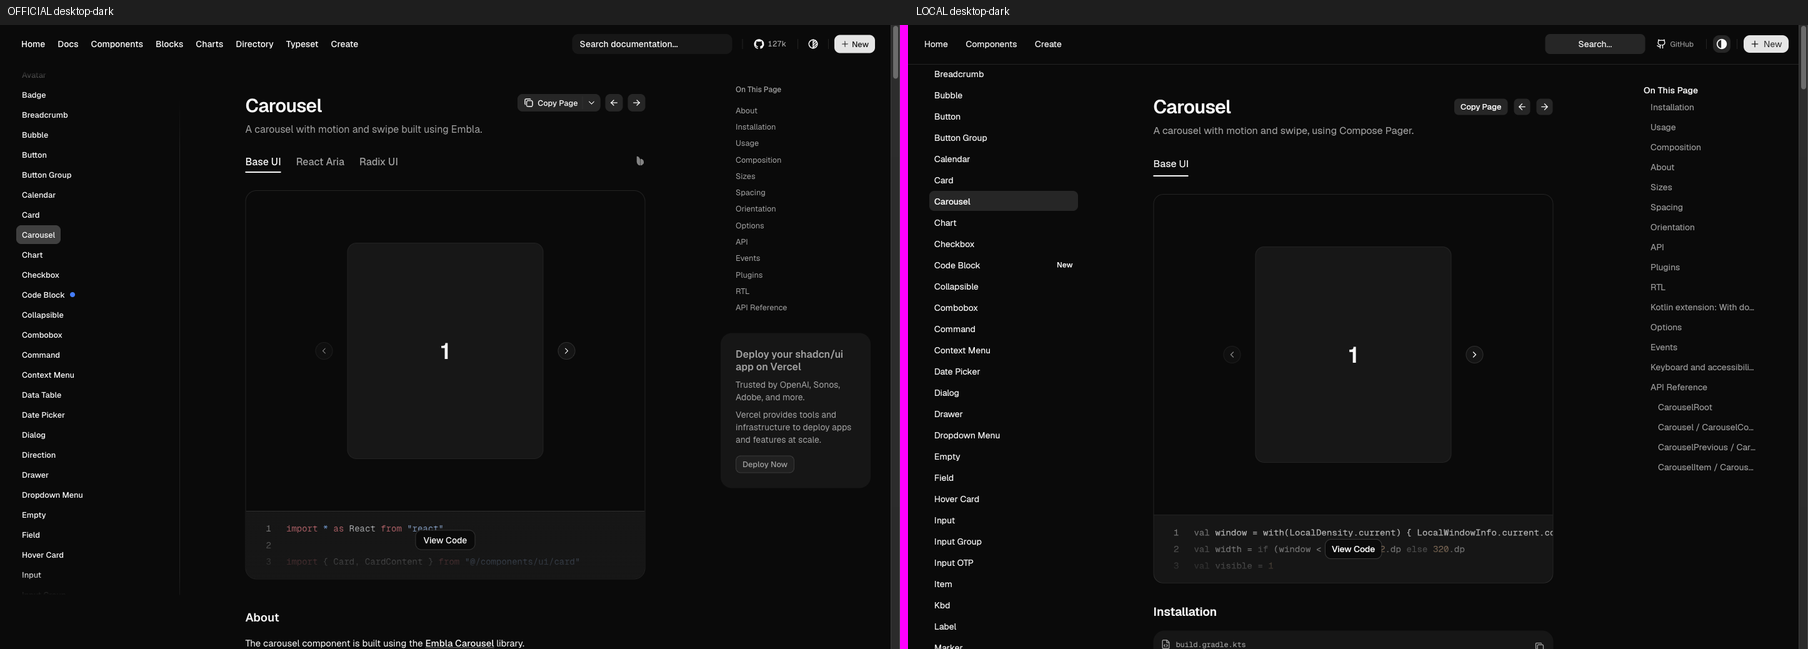 OFFICIAL desktop-dark
Home Docs Components Blocks Charts Directory Typeset Create
Search documentation...
127k
+ New
Avatar
Badge
Breadcrumb
Bubble
Button
Button Group
Calendar
Card
Carousel
Chart
Checkbox
Code Block
Collapsible
Combobox
Command
Context Menu
Data Table
Date Picker
Dialog
Direction
Drawer
Dropdown Menu
Empty
Field
Hover Card
Input
Carousel
Copy Page
A carousel with motion and swipe built using Embla.
Base UI React Aria Radix UI
1
1 import * as React from "react"
2
View Code
3 import { Card, CardContent } from "@/components/ui/card"
About
The carousel component is built using the Embla Carousel library.
On This Page
About
Installation
Usage
Composition
Sizes
Spacing
Orientation
Options
API
Events
Plugins
RTL
API Reference
Deploy your shadcn/ui
app on Vercel
Trusted by OpenAI, Sonos,
Adobe, and more.
Vercel provides tools and
infrastructure to deploy apps
and features at scale.
Deploy Now
LOCAL desktop-dark
Home Components Create
Search...
GitHub
+ New
Breadcrumb
Bubble
Button
Button Group
Calendar
Card
Carousel
Chart
Checkbox
Code Block New
Collapsible
Combobox
Command
Context Menu
Date Picker
Dialog
Drawer
Dropdown Menu
Empty
Field
Hover Card
Input
Input Group
Input OTP
Item
Kbd
Label
Marker
Carousel
Copy Page
A carousel with motion and swipe, using Compose Pager.
Base UI
1
1 val window = with(LocalDensity.current) { LocalWindowInfo.current.co
2 val width = if (window < 2.dp else 320.dp
View Code
3 val visible = 1
Installation
build.gradle.kts
On This Page
Installation
Usage
Composition
About
Sizes
Spacing
Orientation
API
Plugins
RTL
Kotlin extension: With do...
Options
Events
Keyboard and accessibili...
API Reference
CarouselRoot
Carousel / CarouselCo...
CarouselPrevious / Car...
CarouselItem / Carous...